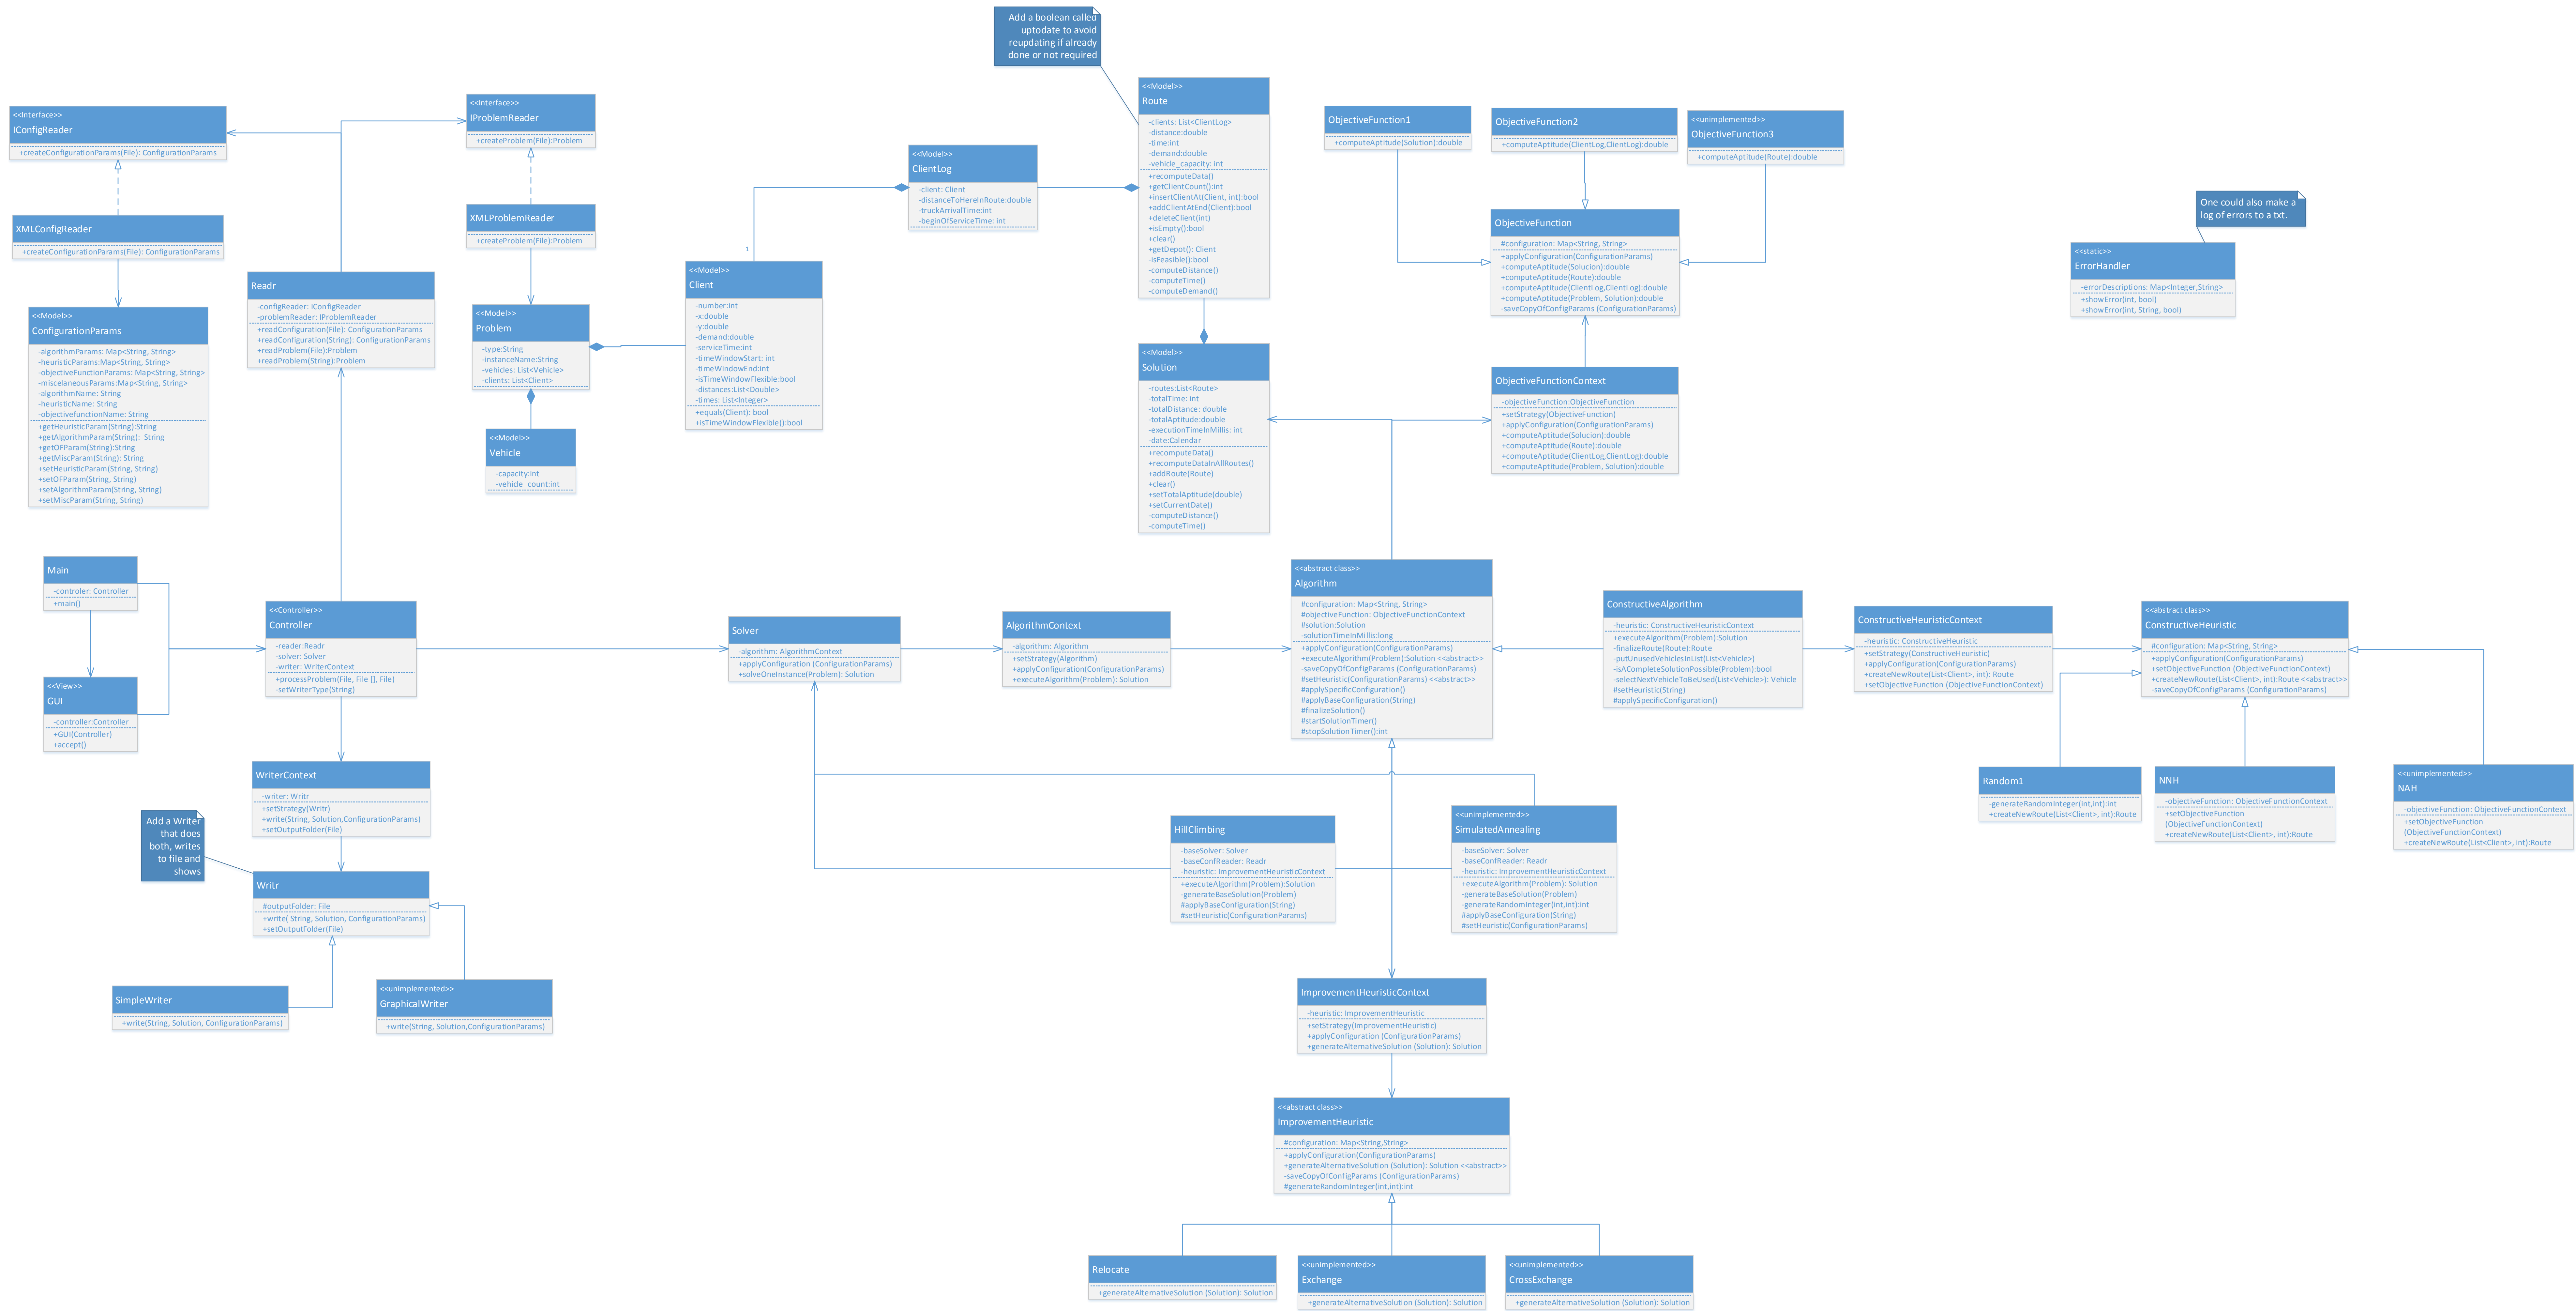 Add a boolean called
uptodate to avoid
reupdating if already
done or not required
<<Interface>>
IConfigReader
+createConfigurationParams(File): ConfigurationParams
<<Interface>>
IProblemReader
+createProblem(File):Problem
XMLConfigReader
+createConfigurationParams(File): ConfigurationParams
XMLProblemReader
+createProblem(File):Problem
<<Model>>
ClientLog
-client: Client
-distanceToHereInRoute:double
-truckArrivalTime:int
-beginOfServiceTime: int
<<Model>>
Route
-clients: List<ClientLog>
-distance:double
-time:int
-demand:double
-vehicle_capacity: int
+recomputeData()
+getClientCount():int
+insertClientAt(Client, int):bool
+addClientAtEnd(Client):bool
+deleteClient(int)
+isEmpty():bool
+clear()
+getDepot(): Client
-isFeasible():bool
-computeDistance()
-computeTime()
-computeDemand()
ObjectiveFunction1
+computeAptitude(Solution):double
ObjectiveFunction2
+computeAptitude(ClientLog,ClientLog):double
<<unimplemented>>
ObjectiveFunction3
+computeAptitude(Route):double
ObjectiveFunction
#configuration: Map<String, String>
+applyConfiguration(ConfigurationParams)
+computeAptitude(Solucion):double
+computeAptitude(Route):double
+computeAptitude(ClientLog,ClientLog):double
+computeAptitude(Problem, Solution):double
-saveCopyOfConfigParams (ConfigurationParams)
One could also make a
log of errors to a txt.
<<static>>
ErrorHandler
-errorDescriptions: Map<Integer,String>
+showError(int, bool)
+showError(int, String, bool)
<<Model>>
ConfigurationParams
-algorithmParams: Map<String, String>
-heuristicParams:Map<String, String>
-objectiveFunctionParams: Map<String, String>
-miscelaneousParams:Map<String, String>
-algorithmName: String
-heuristicName: String
-objectivefunctionName: String
+getHeuristicParam(String):String
+getAlgorithmParam(String):  String
+getOFParam(String):String
+getMiscParam(String): String
+setHeuristicParam(String, String)
+setOFParam(String, String)
+setAlgorithmParam(String, String)
+setMiscParam(String, String)
Readr
-configReader: IConfigReader
-problemReader: IProblemReader
+readConfiguration(File): ConfigurationParams
+readConfiguration(String): ConfigurationParams
+readProblem(File):Problem
+readProblem(String):Problem
<<Model>>
Problem
-type:String
-instanceName:String
-vehicles: List<Vehicle>
-clients: List<Client>
<<Model>>
Vehicle
-capacity:int
-vehicle_count:int
1
<<Model>>
Client
-number:int
-x:double
-y:double
-demand:double
-serviceTime:int
-timeWindowStart: int
-timeWindowEnd:int
-isTimeWindowFlexible:bool
-distances:List<Double>
-times: List<Integer>
+equals(Client): bool
+isTimeWindowFlexible():bool
<<Model>>
Solution
-routes:List<Route>
-totalTime: int
-totalDistance: double
-totalAptitude:double
-executionTimeInMillis: int
-date:Calendar
+recomputeData()
+recomputeDataInAllRoutes()
+addRoute(Route)
+clear()
+setTotalAptitude(double)
+setCurrentDate()
-computeDistance()
-computeTime()
ObjectiveFunctionContext
-objectiveFunction:ObjectiveFunction
+setStrategy(ObjectiveFunction)
+applyConfiguration(ConfigurationParams)
+computeAptitude(Solucion):double
+computeAptitude(Route):double
+computeAptitude(ClientLog,ClientLog):double
+computeAptitude(Problem, Solution):double
Main
-controler: Controller
+main()
<<View>>
GUI
-controller:Controller
+GUI(Controller)
+accept()
<<Controller>>
Controller
-reader:Readr
-solver: Solver
-writer: WriterContext
+processProblem(File, File [], File)
-setWriterType(String)
Solver
-algorithm: AlgorithmContext
+applyConfiguration (ConfigurationParams)
+solveOneInstance(Problem): Solution
AlgorithmContext
-algorithm: Algorithm
+setStrategy(Algorithm)
+applyConfiguration(ConfigurationParams)
+executeAlgorithm(Problem): Solution
<<abstract class>>
Algorithm
#configuration: Map<String, String>
#objectiveFunction: ObjectiveFunctionContext
#solution:Solution
-solutionTimeInMillis:long
+applyConfiguration(ConfigurationParams)
+executeAlgorithm(Problem):Solution <<abstract>>
-saveCopyOfConfigParams (ConfigurationParams)
#setHeuristic(ConfigurationParams) <<abstract>>
#applySpecificConfiguration()
#applyBaseConfiguration(String)
#finalizeSolution()
#startSolutionTimer()
#stopSolutionTimer():int
ConstructiveAlgorithm
-heuristic: ConstructiveHeuristicContext
+executeAlgorithm(Problem):Solution
-finalizeRoute(Route):Route
-putUnusedVehiclesInList(List<Vehicle>)
-isACompleteSolutionPossible(Problem):bool
-selectNextVehicleToBeUsed(List<Vehicle>): Vehicle
#setHeuristic(String)
#applySpecificConfiguration()
ConstructiveHeuristicContext
-heuristic: ConstructiveHeuristic
+setStrategy(ConstructiveHeuristic)
+applyConfiguration(ConfigurationParams)
+createNewRoute(List<Client>, int): Route
+setObjectiveFunction (ObjectiveFunctionContext)
<<abstract class>>
ConstructiveHeuristic
#configuration: Map<String, String>
+applyConfiguration(ConfigurationParams)
+setObjectiveFunction (ObjectiveFunctionContext)
+createNewRoute(List<Client>, int):Route <<abstract>>
-saveCopyOfConfigParams (ConfigurationParams)
Random1
-generateRandomInteger(int,int):int
+createNewRoute(List<Client>, int):Route
NNH
-objectiveFunction: ObjectiveFunctionContext
+setObjectiveFunction
(ObjectiveFunctionContext)
+createNewRoute(List<Client>, int):Route
<<unimplemented>>
NAH
-objectiveFunction: ObjectiveFunctionContext
+setObjectiveFunction
(ObjectiveFunctionContext)
+createNewRoute(List<Client>, int):Route
WriterContext
-writer: Writr
+setStrategy(Writr)
+write(String, Solution,ConfigurationParams)
+setOutputFolder(File)
Add a Writer
that does
both, writes
to file and
shows
Writr
#outputFolder: File
+write( String, Solution, ConfigurationParams)
+setOutputFolder(File)
SimpleWriter
+write(String, Solution, ConfigurationParams)
<<unimplemented>>
GraphicalWriter
+write(String, Solution,ConfigurationParams)
HillClimbing
-baseSolver: Solver
-baseConfReader: Readr
-heuristic: ImprovementHeuristicContext
+executeAlgorithm(Problem):Solution
-generateBaseSolution(Problem)
#applyBaseConfiguration(String)
#setHeuristic(ConfigurationParams)
<<unimplemented>>
SimulatedAnnealing
-baseSolver: Solver
-baseConfReader: Readr
-heuristic: ImprovementHeuristicContext
+executeAlgorithm(Problem): Solution
-generateBaseSolution(Problem)
-generateRandomInteger(int,int):Int
#applyBaseConfiguration(String)
#setHeuristic(ConfigurationParams)
ImprovementHeuristicContext
-heuristic: ImprovementHeuristic
+setStrategy(ImprovementHeuristic)
+applyConfiguration (ConfigurationParams)
+generateAlternativeSolution (Solution): Solution
<<abstract class>>
ImprovementHeuristic
#configuration: Map<String,String>
+applyConfiguration(ConfigurationParams)
+generateAlternativeSolution (Solution): Solution <<abstract>>
-saveCopyOfConfigParams (ConfigurationParams)
#generateRandomInteger(int,int):int
Relocate
+generateAlternativeSolution (Solution): Solution
<<unimplemented>>
Exchange
+generateAlternativeSolution (Solution): Solution
<<unimplemented>>
CrossExchange
+generateAlternativeSolution (Solution): Solution